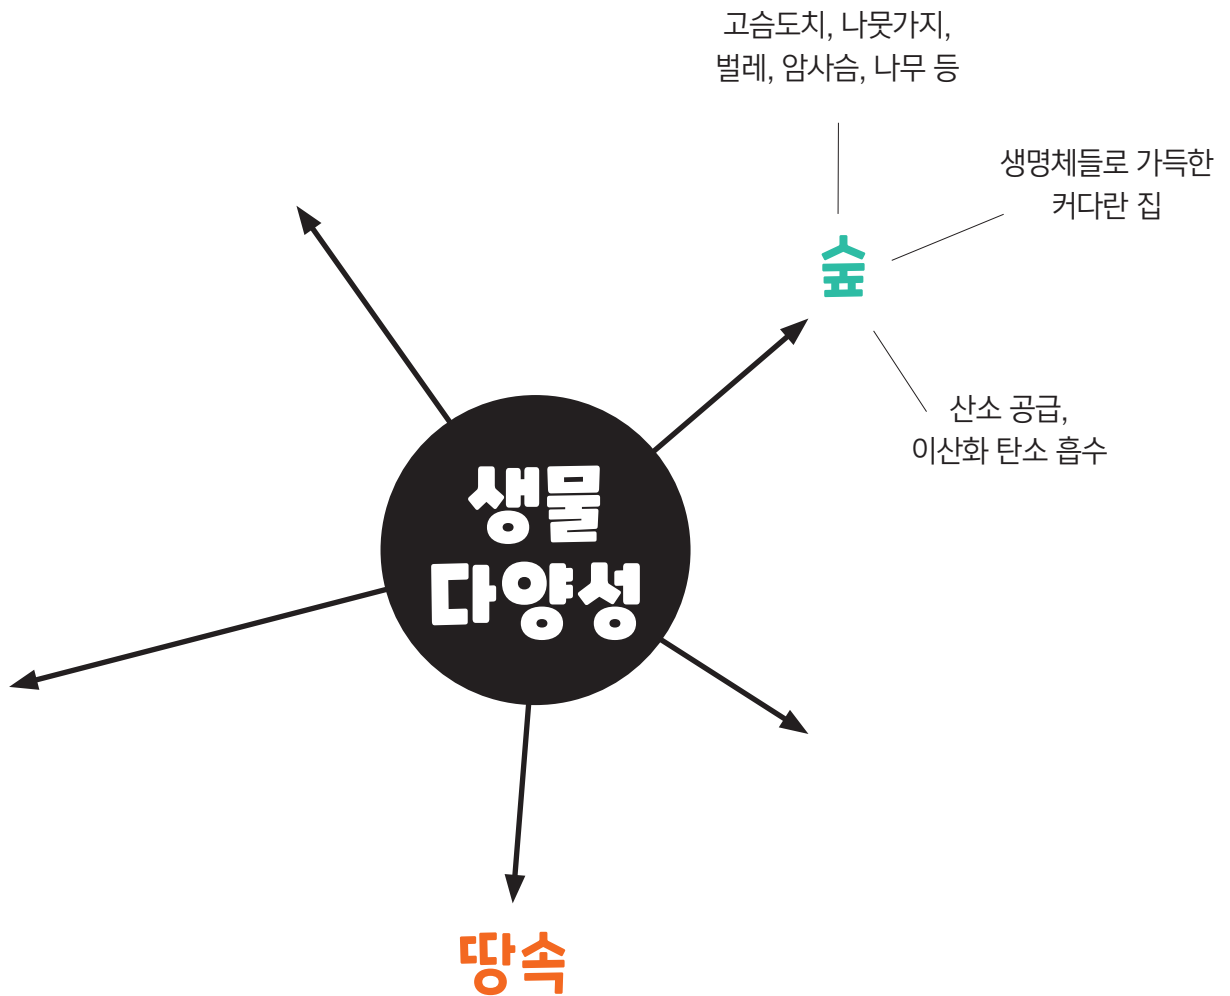 고슴도치, 나뭇가지,
벌레, 암사슴, 나무 등
생명체들로 가득한
커다란 집
숲
산소 공급,
이산화 탄소 흡수
생물
다양성
땅속